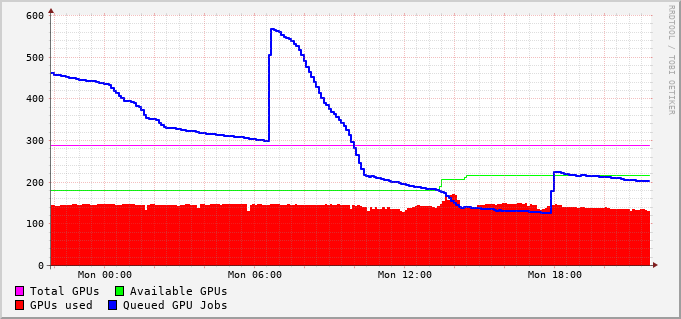 RRDTOOL / TOBI OETIKER
600
500
400
300
200
100
0
Mon 00:00 Mon 06:00 Mon 12:00 Mon 18:00
Total GPUs Available GPUs
GPUs used Queued GPU Jobs